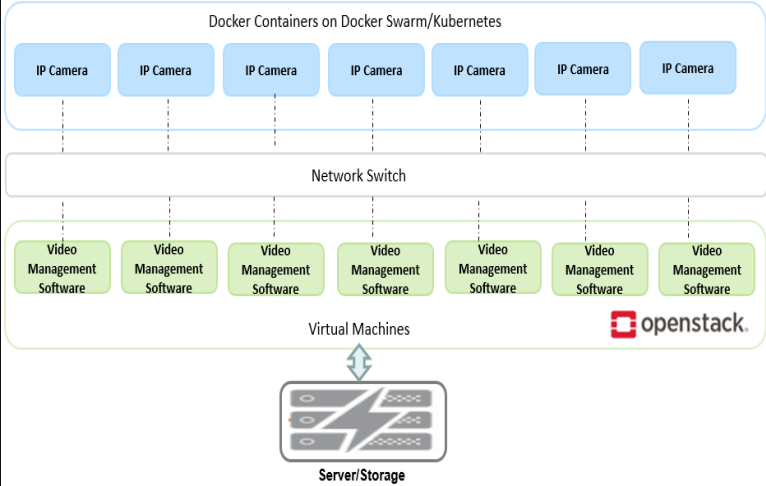 Docker Containers on Docker Swarm/Kubernetes
IP Camera
IP Camera
IP Camera
IP Camera
IP Camera
IP Camera
IP Camera
Network Switch
Video
Management
Software
Video
Management
Software
Video
Management
Software
Video
Management
Software
Video
Management
Software
Video
Management
Software
Video
Management
Software
Virtual Machines
openstack.
Server/Storage